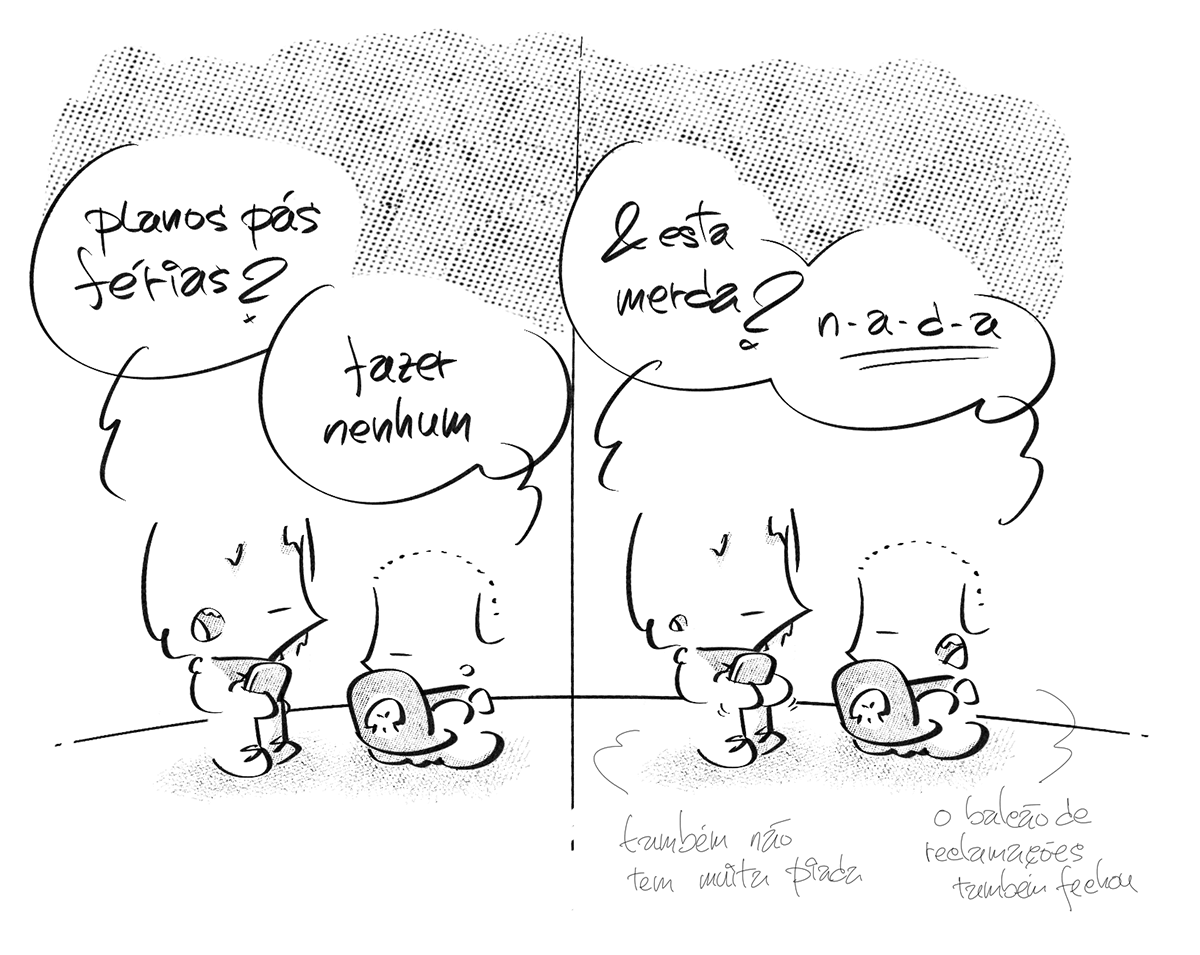 planos pás
férias?
fazer
nenhum
& esta
merda?
n-a-d-a
também não
tem muita piada
o balcão de
reclamações
também fechou